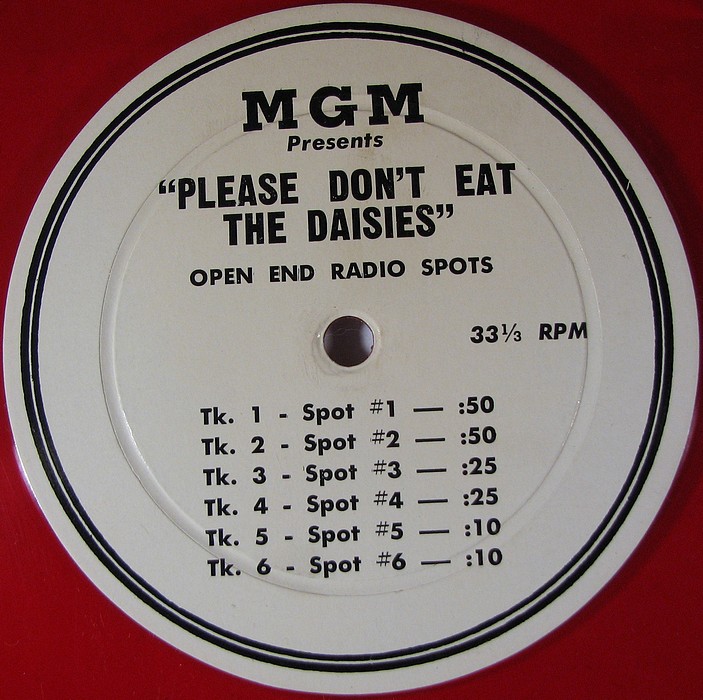 MGM
Presents
“PLEASE DON'T EAT
THE DAISIES”
OPEN END RADIO SPOTS
33⅓ RPM
Tk. 1 - Spot #1 — :50
Tk. 2 - Spot #2 — :50
Tk. 3 - Spot #3 — :25
Tk. 4 - Spot #4 — :25
Tk. 5 - Spot #5 — :10
Tk. 6 - Spot #6 — :10